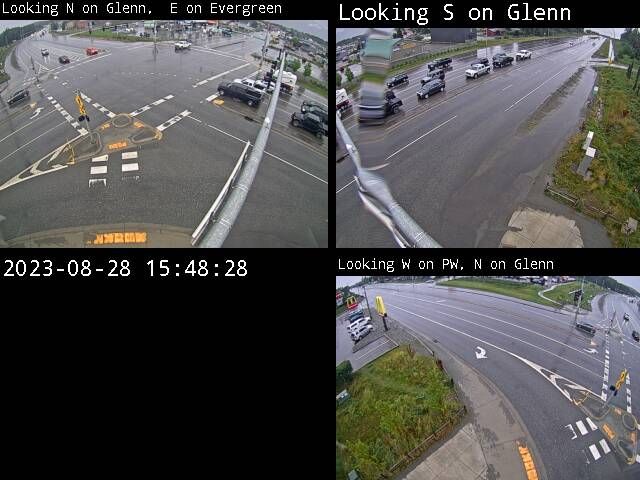 Looking N on Glenn,  E on Evergreen
Looking S on Glenn
2023-08-28 15:48:28
Looking W on PW, N on Glenn